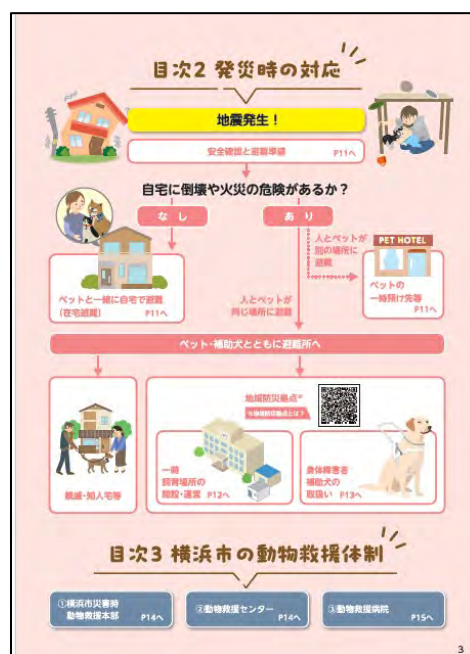 目次2 発災時の対応
地震発生!
安全確認と避難準備 P11へ
自宅に倒壊や火災の危険があるか?
なし
あり
人とペットが
別の場所に
避難
PET HOTEL
ペットの
一時預け先等
P11へ
ペットと一緒に自宅で避難
(在宅避難) P11へ
人とペットが
同じ場所に避難
ペット・補助犬とともに避難所へ
親戚・知人宅等
地域防災拠点※
※地域防災拠点とは?
一時
飼育場所の
開設・運営 P12へ
身体障害者
補助犬の
取扱い P13へ
目次3 横浜市の動物救援体制
①横浜市災害時
動物救援本部 P14へ
②動物救援センター P14へ
③動物救援病院 P15へ
3